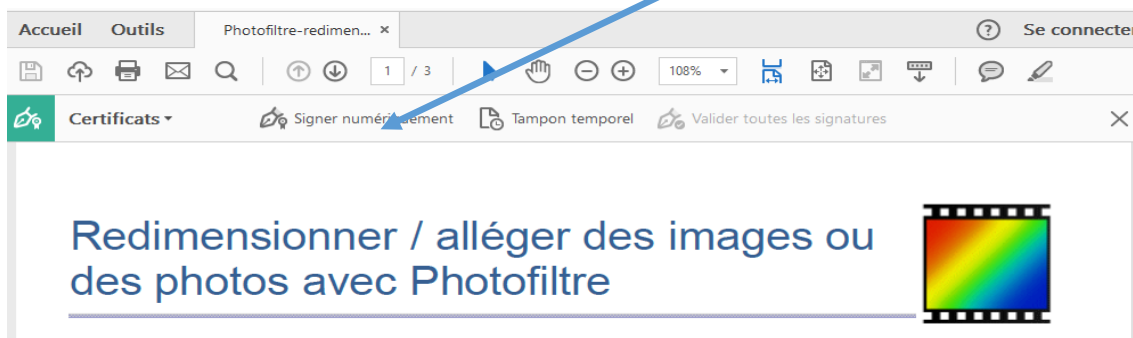 Accueil Outils Photofiltre-redimen... × ? Se connecter
1 / 3 108%
Certificats Signer numériquement Tampon temporel Valider toutes les signatures
Redimensionner / alléger des images ou
des photos avec Photofiltre